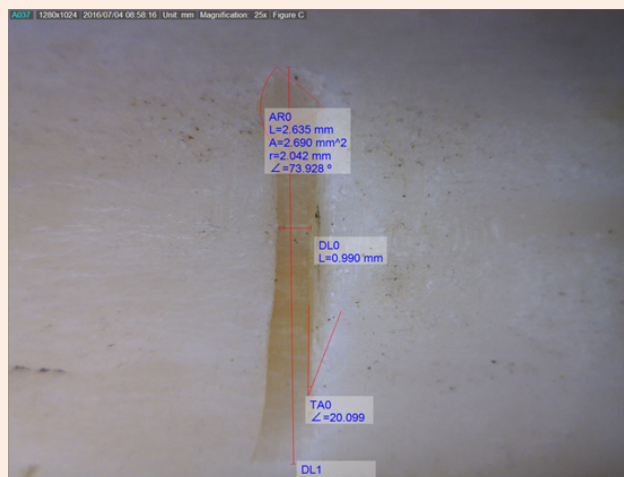 A037 1280x1024 2016/07/04 08:58:16 Unit: mm Magnification: 25x Figure C
AR0
L=2.635 mm
A=2.690 mm^2
r=2.042 mm
∠=73.928 º
DL0
L=0.990 mm
TA0
∠=20.099
DL1